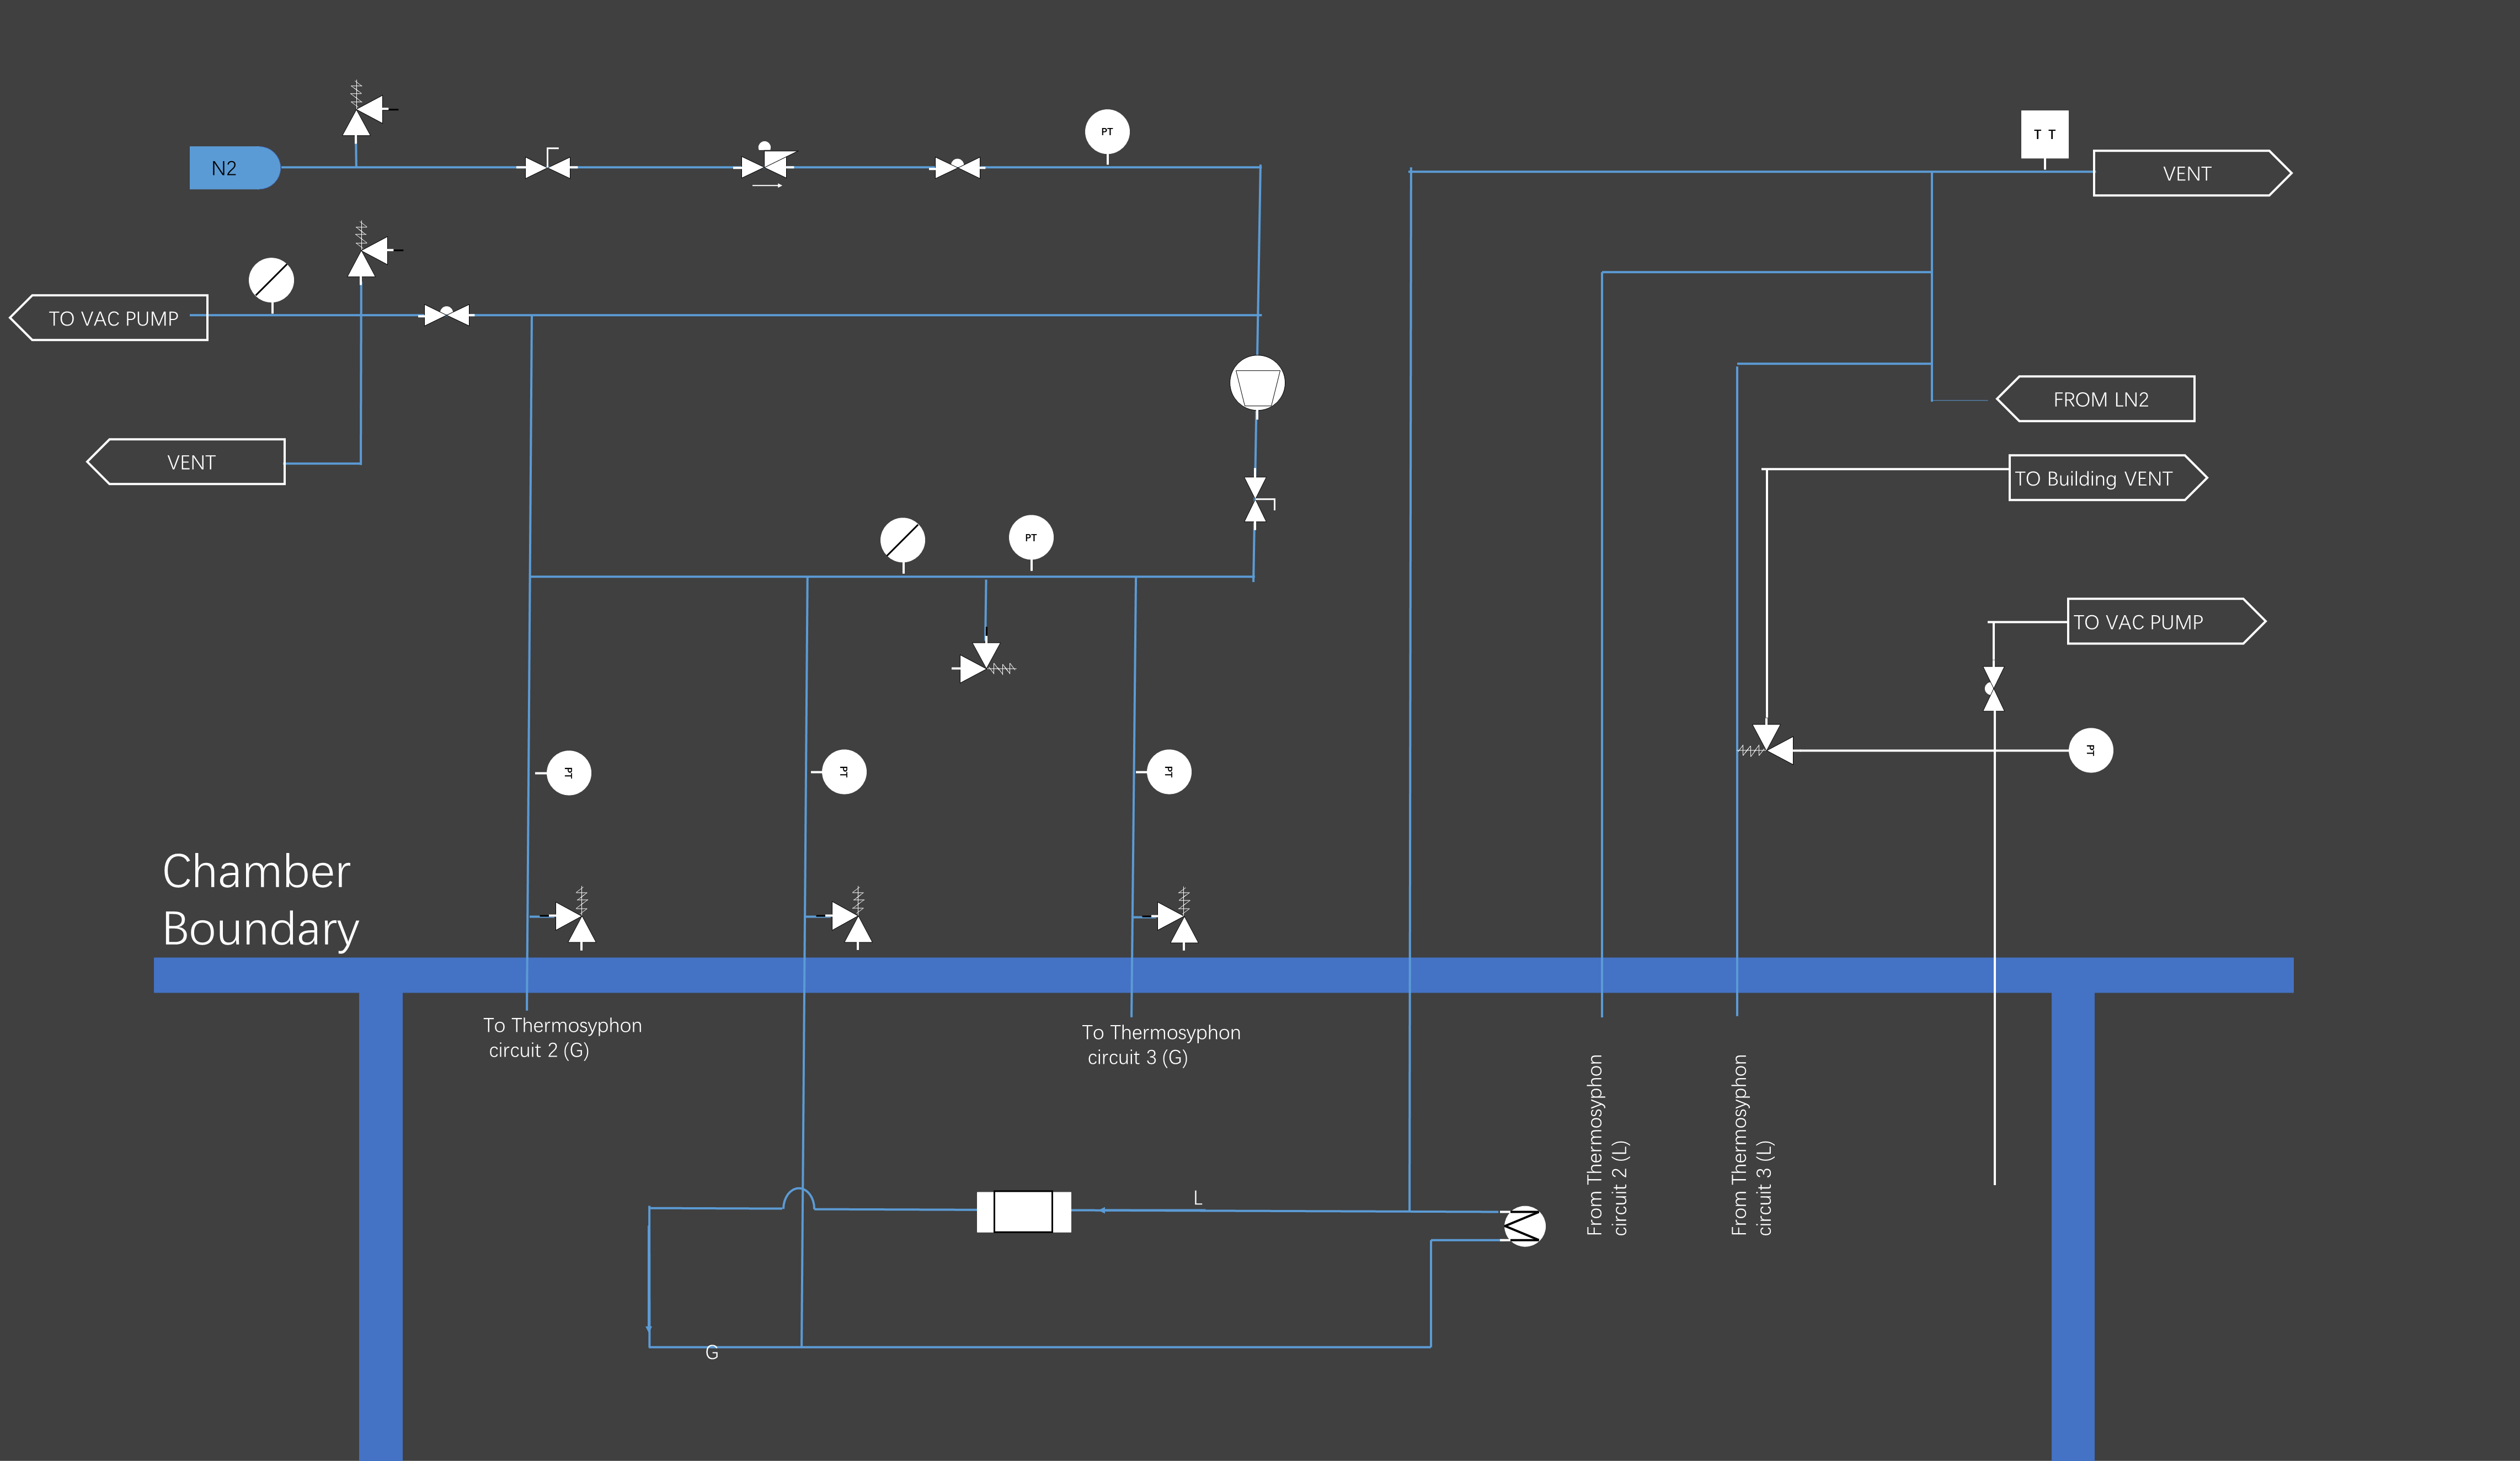 PT
T T
N2
VENT
TO VAC PUMP
FROM LN2
VENT
TO Building VENT
PT
TO VAC PUMP
PT
PT
PT
PT
PT
Chamber
Boundary
To Thermosyphon
circuit 2 (G)
To Thermosyphon
circuit 3 (G)
From Thermosyphon
circuit 2 (L)
From Thermosyphon
circuit 3 (L)
L
G